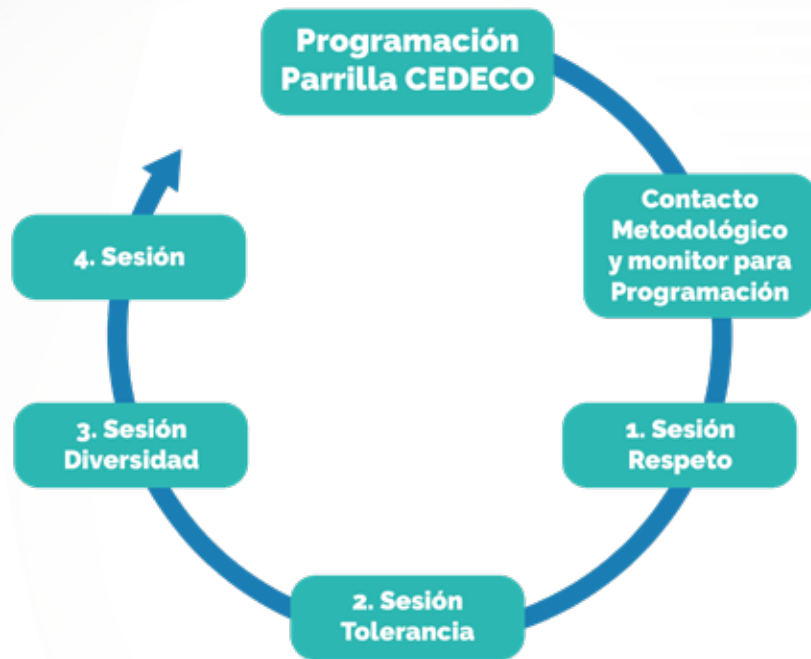 Programación
Parrilla CEDECO
Contacto
Metodológico
y monitor para
Programación
1. Sesión
Respeto
2. Sesión
Tolerancia
3. Sesión
Diversidad
4. Sesión